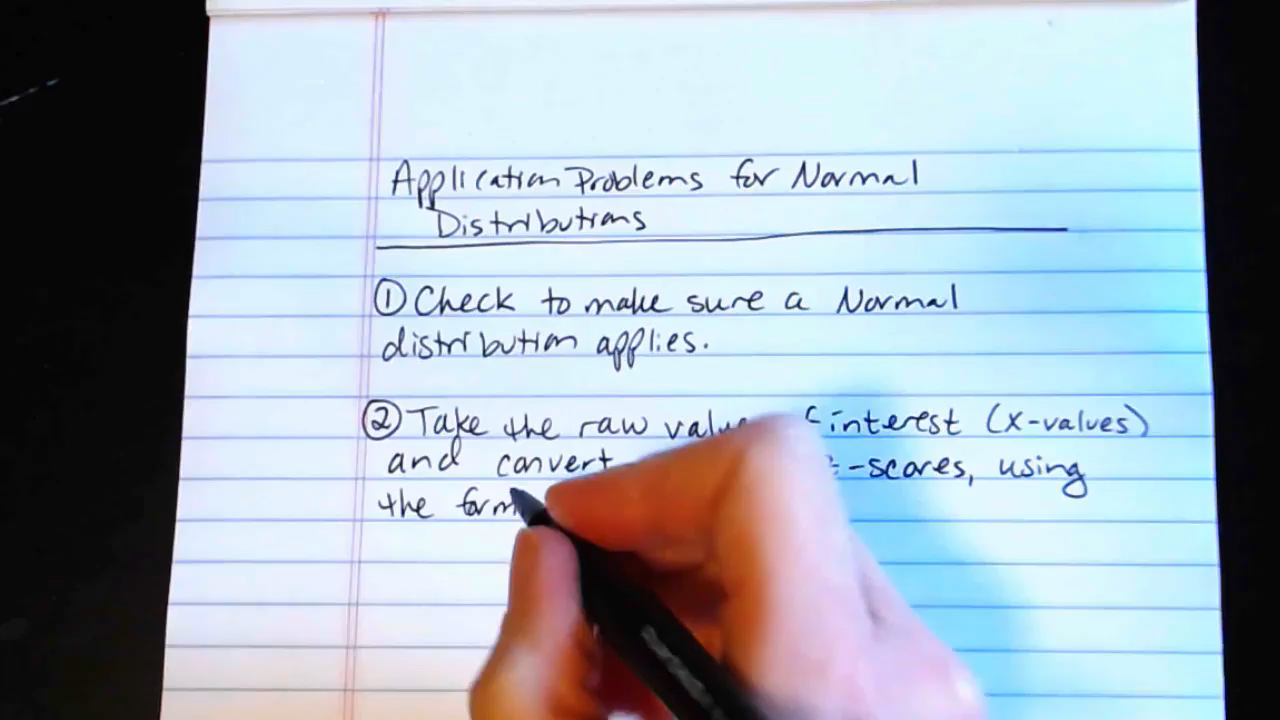 Application Problems for Normal
Distributions
① Check to make sure a Normal
distribution applies.
② Take the raw interest (x-values)
and convert -scores, using
the form